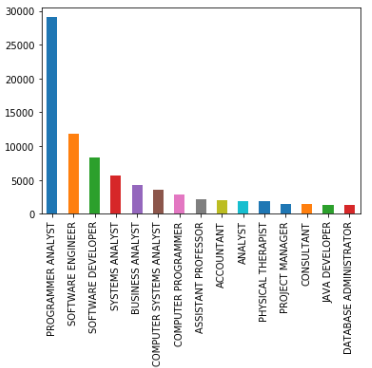 30000
25000
20000
15000
10000
5000
0
PROGRAMMER ANALYST
SOFTWARE ENGINEER
SOFTWARE DEVELOPER
SYSTEMS ANALYST
BUSINESS ANALYST
COMPUTER SYSTEMS ANALYST
COMPUTER PROGRAMMER
ASSISTANT PROFESSOR
ACCOUNTANT
ANALYST
PHYSICAL THERAPIST
PROJECT MANAGER
CONSULTANT
JAVA DEVELOPER
DATABASE ADMINISTRATOR